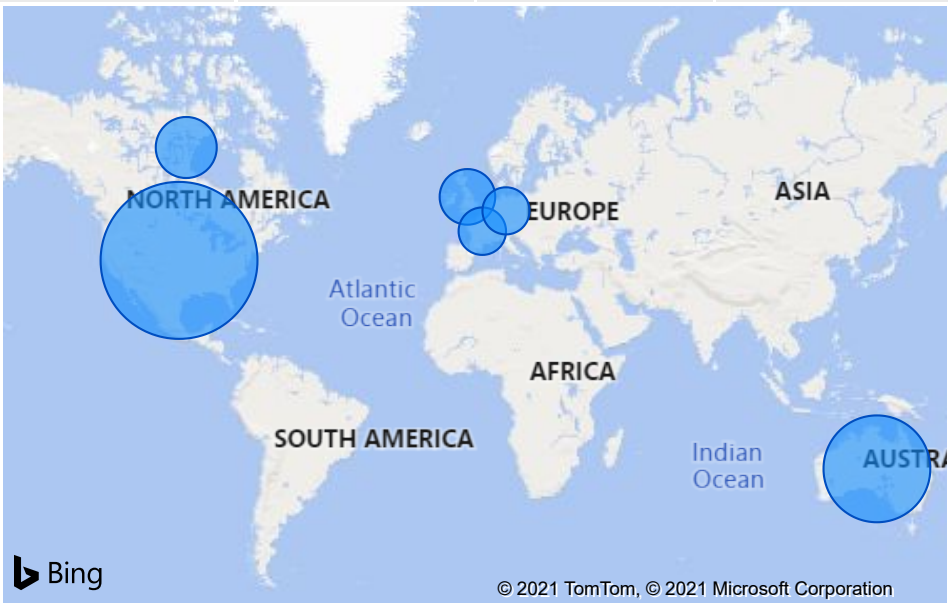 NORTH AMERICA
ASIA
EUROPE
Atlantic
Ocean
AFRICA
SOUTH AMERICA
Indian
Ocean
AUSTRA
Bing
© 2021 TomTom, © 2021 Microsoft Corporation